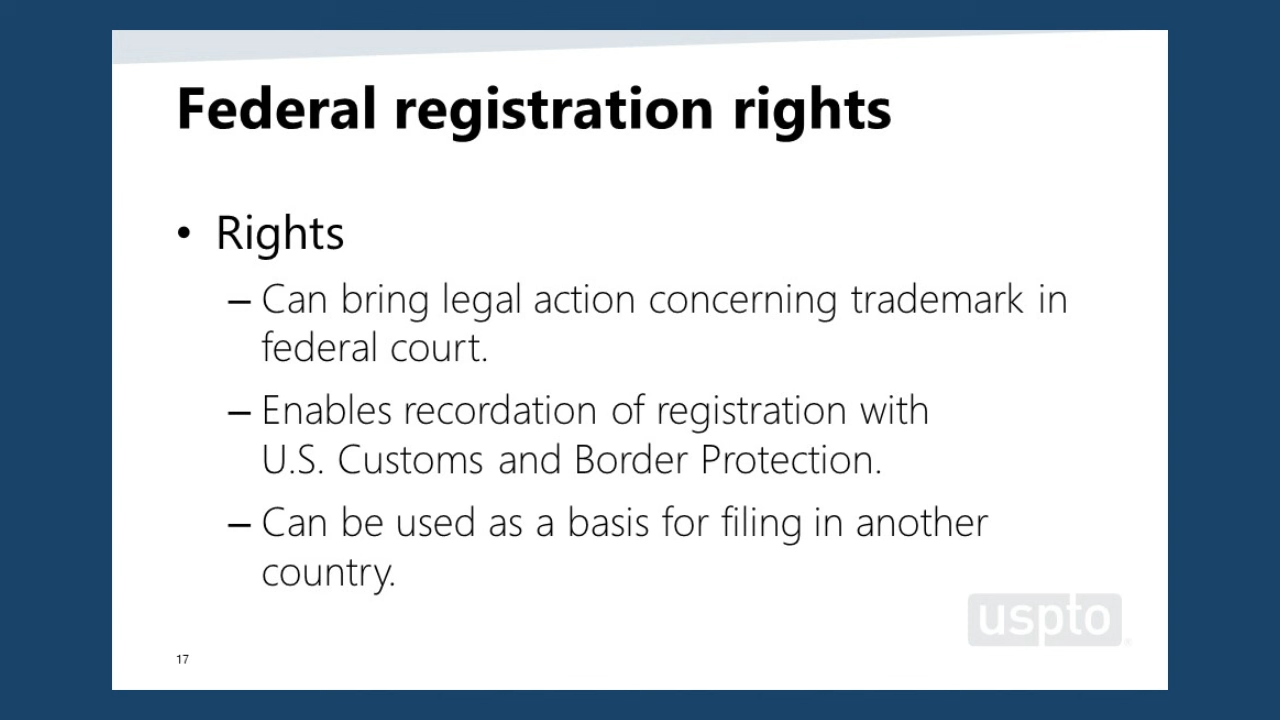 Federal registration rights
• Rights
– Can bring legal action concerning trademark in
federal court.
– Enables recordation of registration with
U.S. Customs and Border Protection.
– Can be used as a basis for filing in another
country.
uspto
17